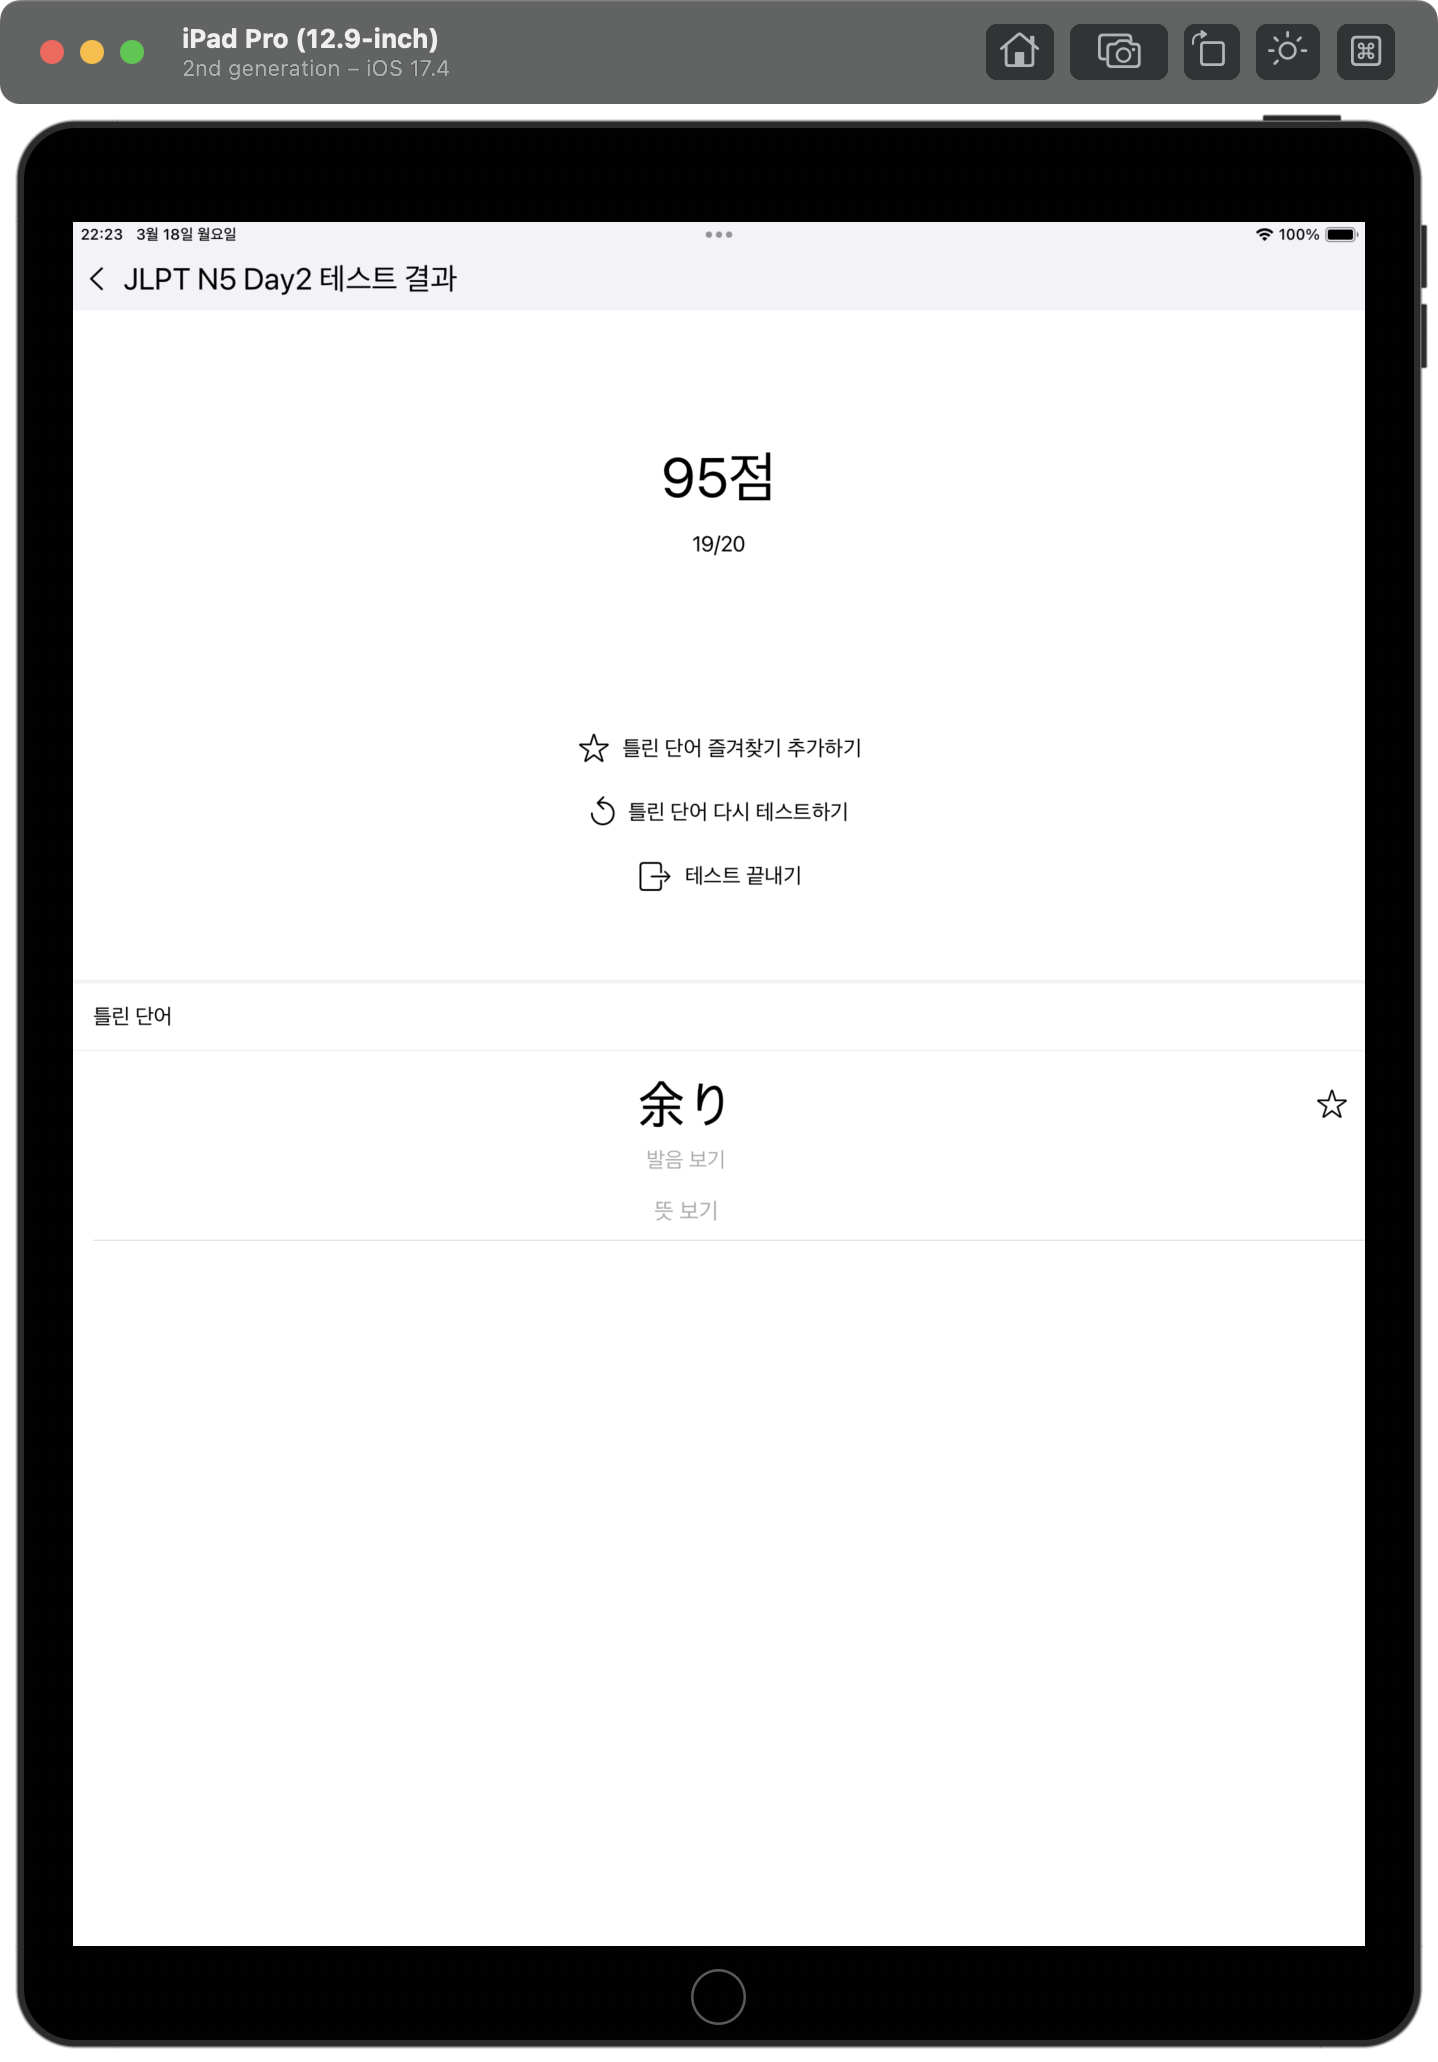 iPad Pro (12.9-inch)
2nd generation – iOS 17.4
22:23 3월 18일 월요일
100%
JLPT N5 Day2 테스트 결과
95점
19/20
틀린 단어 즐겨찾기 추가하기
틀린 단어 다시 테스트하기
테스트 끝내기
틀린 단어
余り
발음 보기
뜻 보기